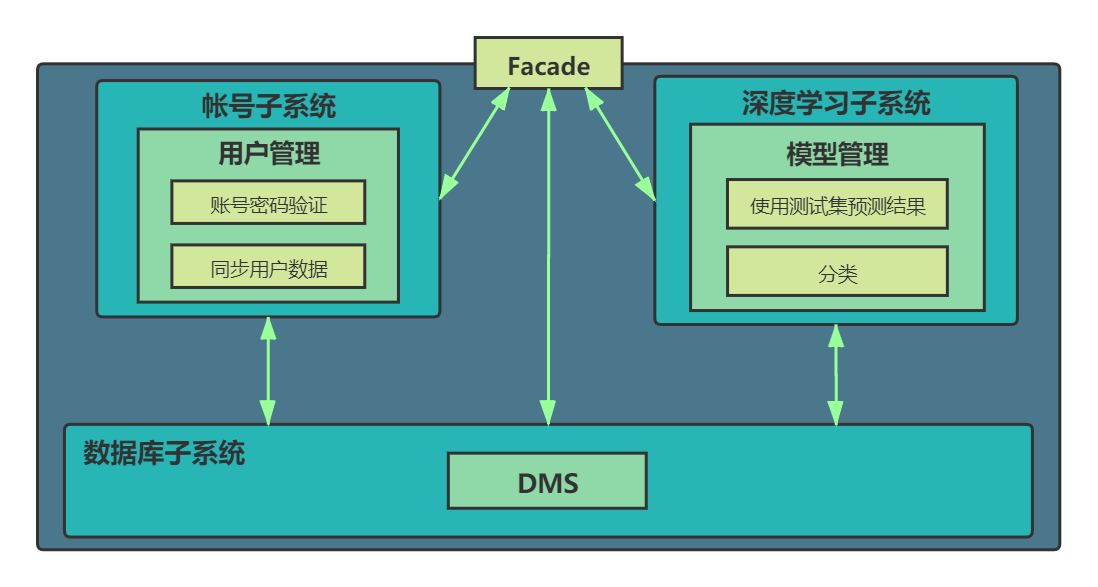 Facade
帐号子系统
用户管理
账号密码验证
同步用户数据
深度学习子系统
模型管理
使用测试集预测结果
分类
数据库子系统
DMS